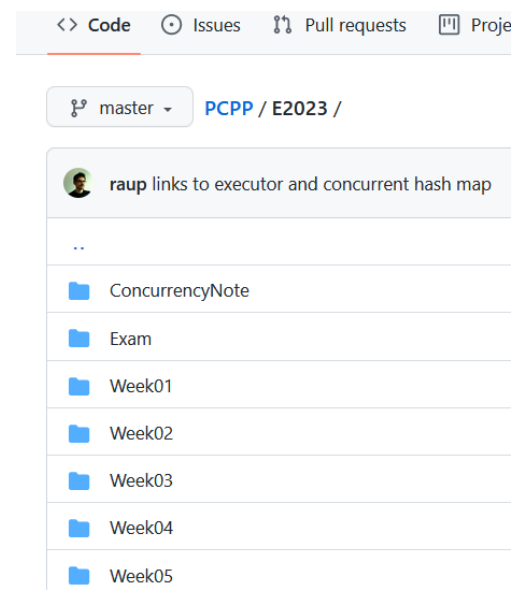 <> Code Issues Pull requests Proje
master PCPP / E2023 /
raup links to executor and concurrent hash map
..
ConcurrencyNote
Exam
Week01
Week02
Week03
Week04
Week05